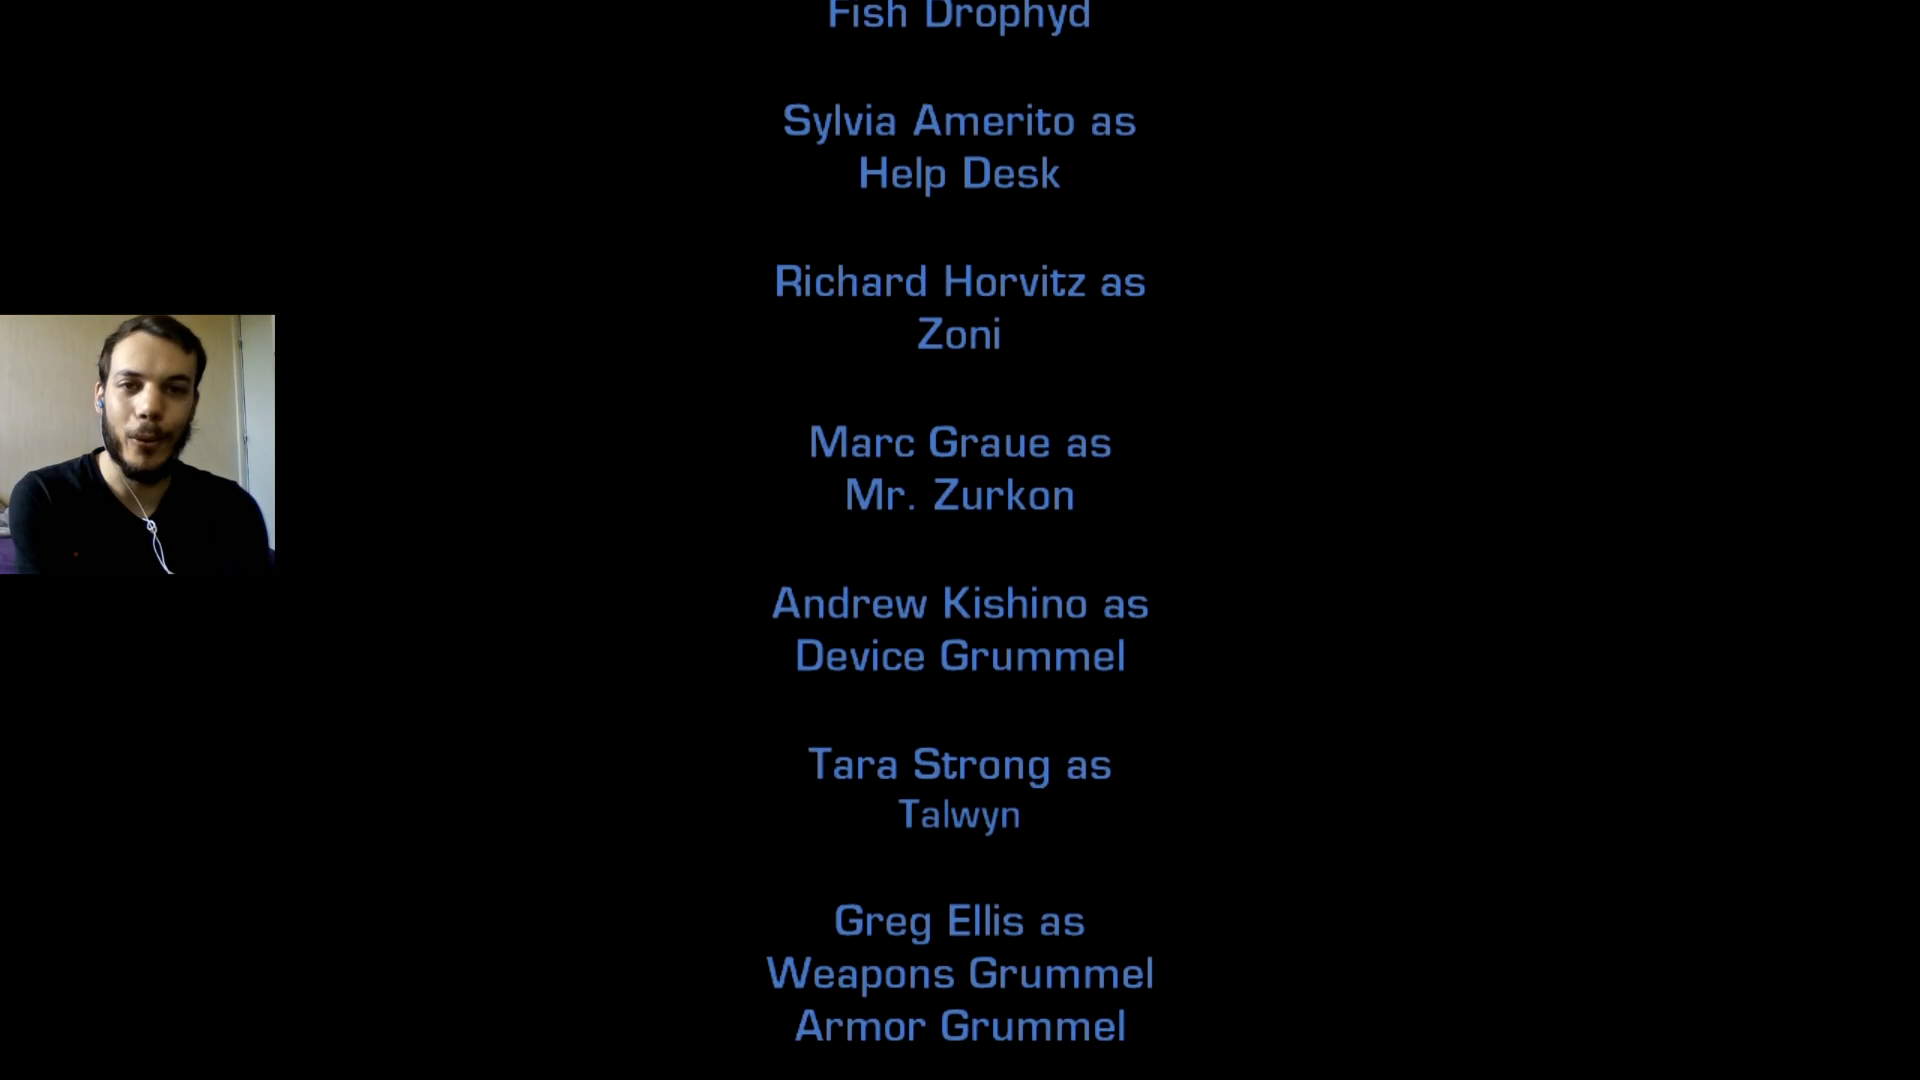 Fish Drophyd
Sylvia Amerito as
Help Desk
Richard Horvitz as
Zoni
Marc Graue as
Mr. Zurkon
Andrew Kishino as
Device Grummel
Tara Strong as
Talwyn
Greg Ellis as
Weapons Grummel
Armor Grummel